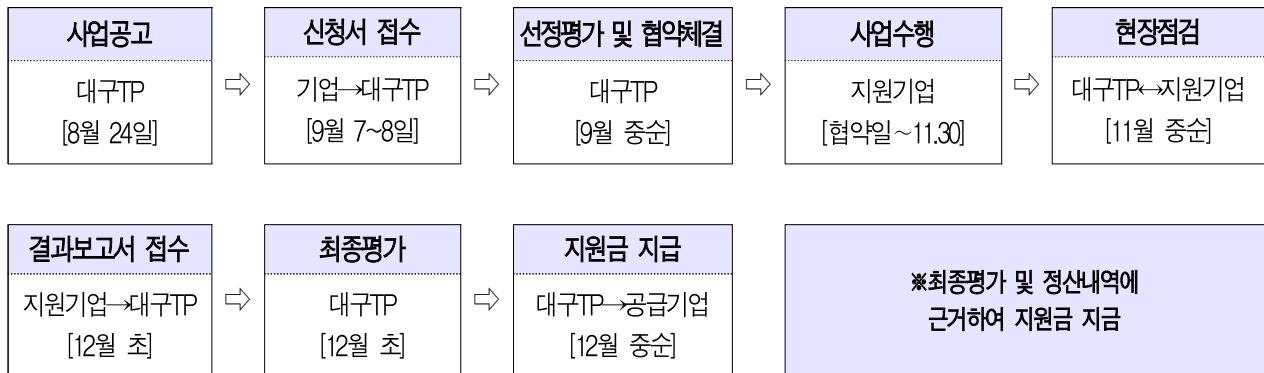 사업공고
대구TP
[8월 24일]
⇨
신청서 접수
기업→대구TP
[9월 7~8일]
⇨
선정평가 및 협약체결
대구TP
[9월 중순]
⇨
사업수행
지원기업
[협약일~11.30]
⇨
현장점검
대구TP↔지원기업
[11월 중순]
결과보고서 접수
지원기업→대구TP
[12월 초]
⇨
최종평가
대구TP
[12월 초]
⇨
지원금 지급
대구TP→공급기업
[12월 중순]
※최종평가 및 정산내역에
근거하여 지원금 지금